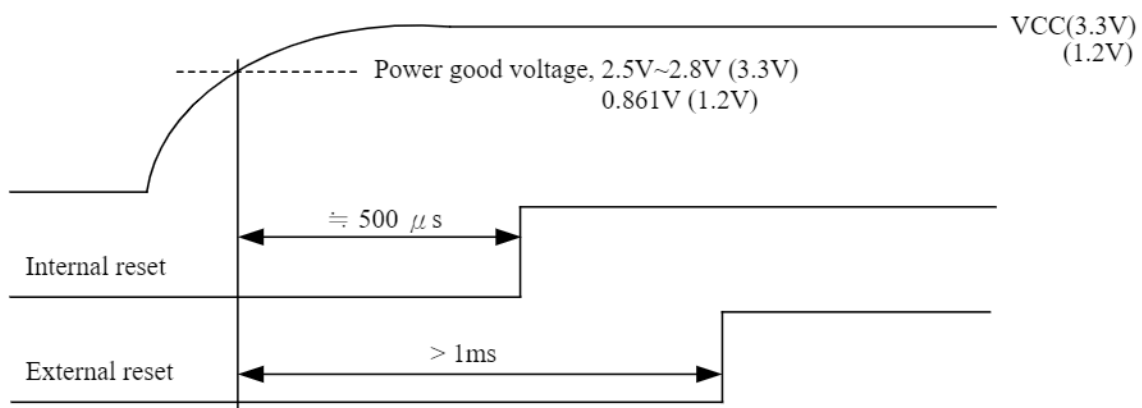 VCC(3.3V)
(1.2V)
Power good voltage, 2.5V~2.8V (3.3V)
0.861V (1.2V)
≒ 500 μs
Internal reset
> 1ms
External reset